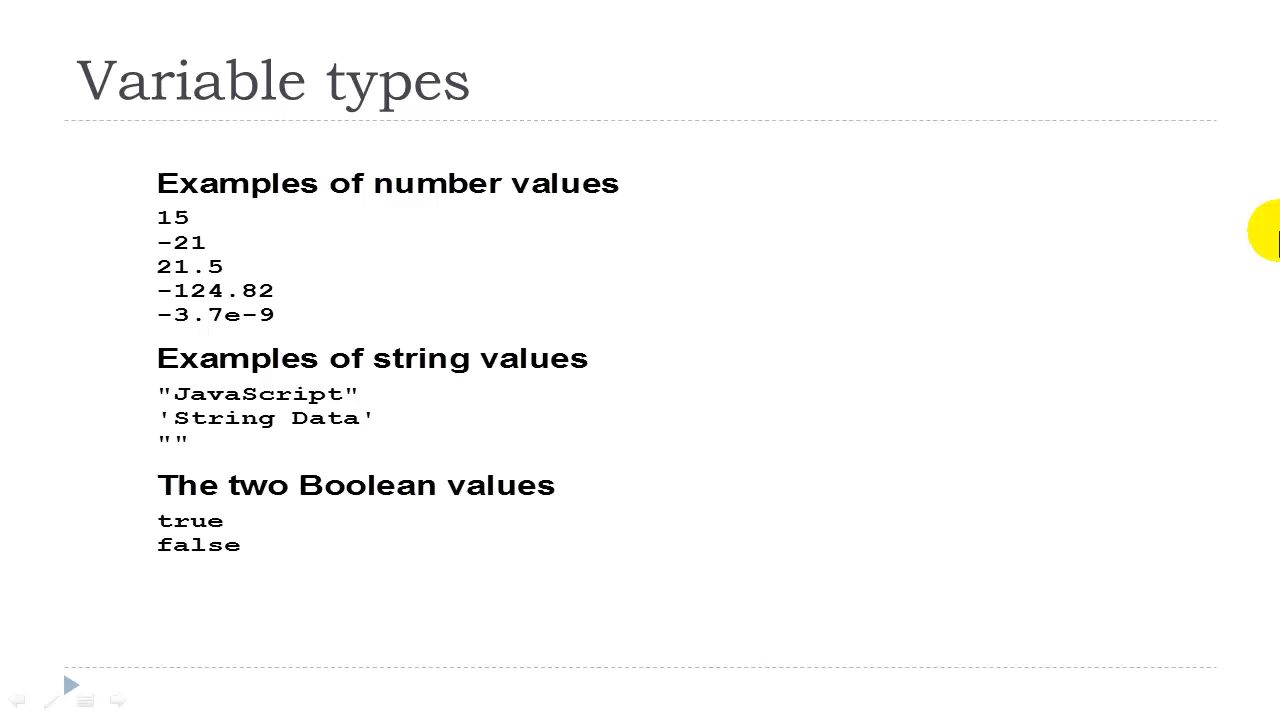 Variable types
Examples of number values
15
-21
21.5
-124.82
-3.7e-9
Examples of string values
"JavaScript"
'String Data'
""
The two Boolean values
true
false